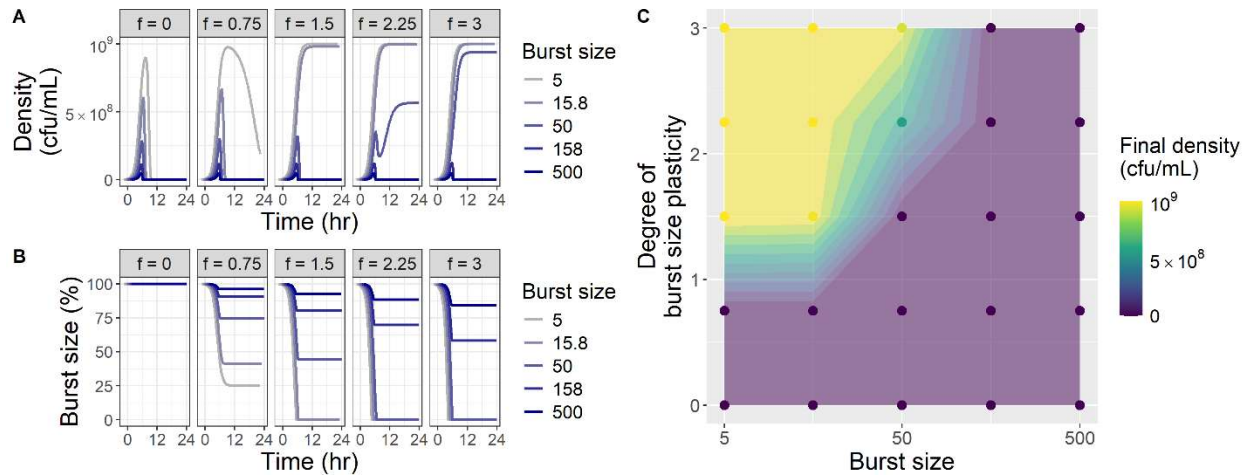 A
f = 0 f = 0.75 f = 1.5 f = 2.25 f = 3
10⁹
5 × 10⁸
0
Density
(cfu/mL)
0 12 24 0 12 24 0 12 24 0 12 24 0 12 24
Time (hr)
Burst size
5
15.8
50
158
500
B
f = 0 f = 0.75 f = 1.5 f = 2.25 f = 3
100
75
50
25
0
Burst size (%)
0 12 24 0 12 24 0 12 24 0 12 24 0 12 24
Time (hr)
Burst size
5
15.8
50
158
500
C
3
2
1
0
Degree of
burst size plasticity
5 50 500
Burst size
Final density
(cfu/mL)
10⁹
5 × 10⁸
0